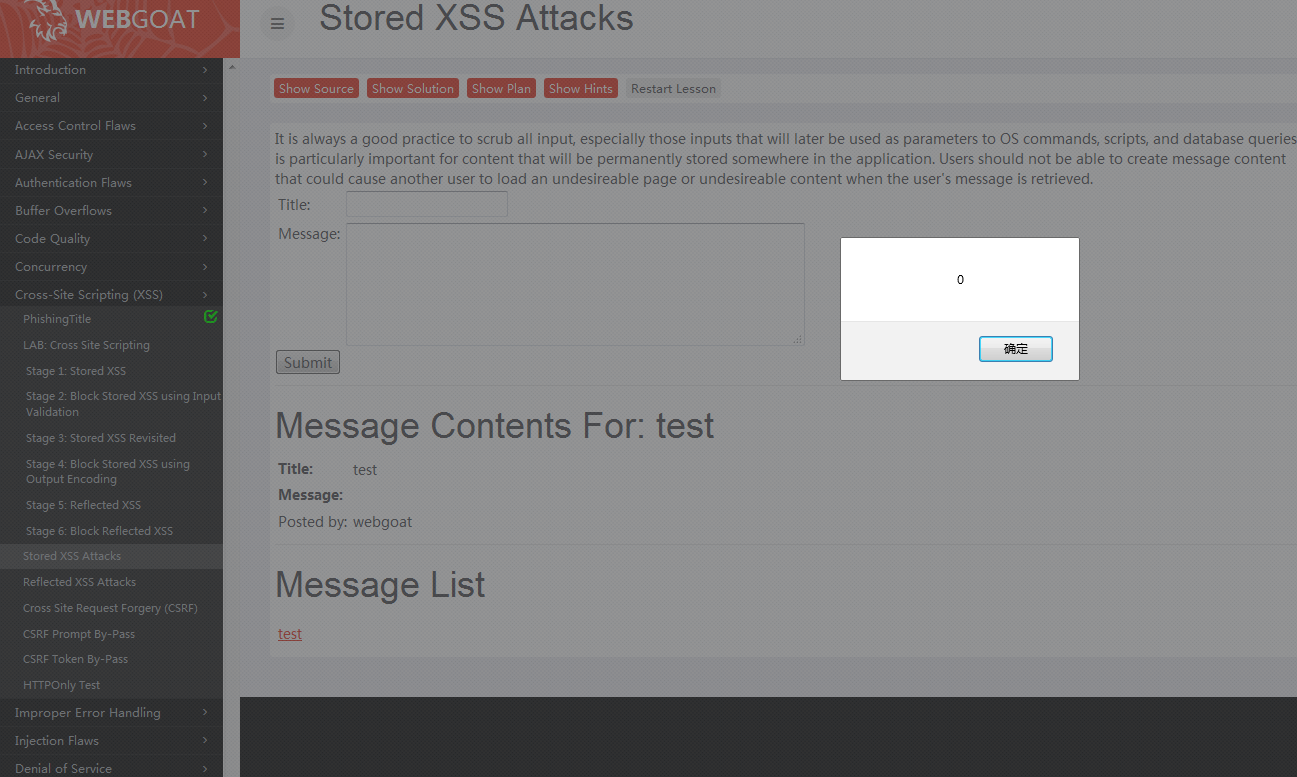 WEBGOAT
Stored XSS Attacks
Introduction
General
Access Control Flaws
AJAX Security
Authentication Flaws
Buffer Overflows
Code Quality
Concurrency
Cross-Site Scripting (XSS)
PhishingTitle
LAB: Cross Site Scripting
Stage 1: Stored XSS
Stage 2: Block Stored XSS using Input
Validation
Stage 3: Stored XSS Revisited
Stage 4: Block Stored XSS using
Output Encoding
Stage 5: Reflected XSS
Stage 6: Block Reflected XSS
Stored XSS Attacks
Reflected XSS Attacks
Cross Site Request Forgery (CSRF)
CSRF Prompt By-Pass
CSRF Token By-Pass
HTTPOnly Test
Improper Error Handling
Injection Flaws
Denial of Service
Show Source Show Solution Show Plan Show Hints Restart Lesson
It is always a good practice to scrub all input, especially those inputs that will later be used as parameters to OS commands, scripts, and database queries
is particularly important for content that will be permanently stored somewhere in the application. Users should not be able to create message content
that could cause another user to load an undesireable page or undesireable content when the user's message is retrieved.
Title:
Message:
Submit
0
确定
Message Contents For: test
Title: test
Message:
Posted by: webgoat
Message List
test